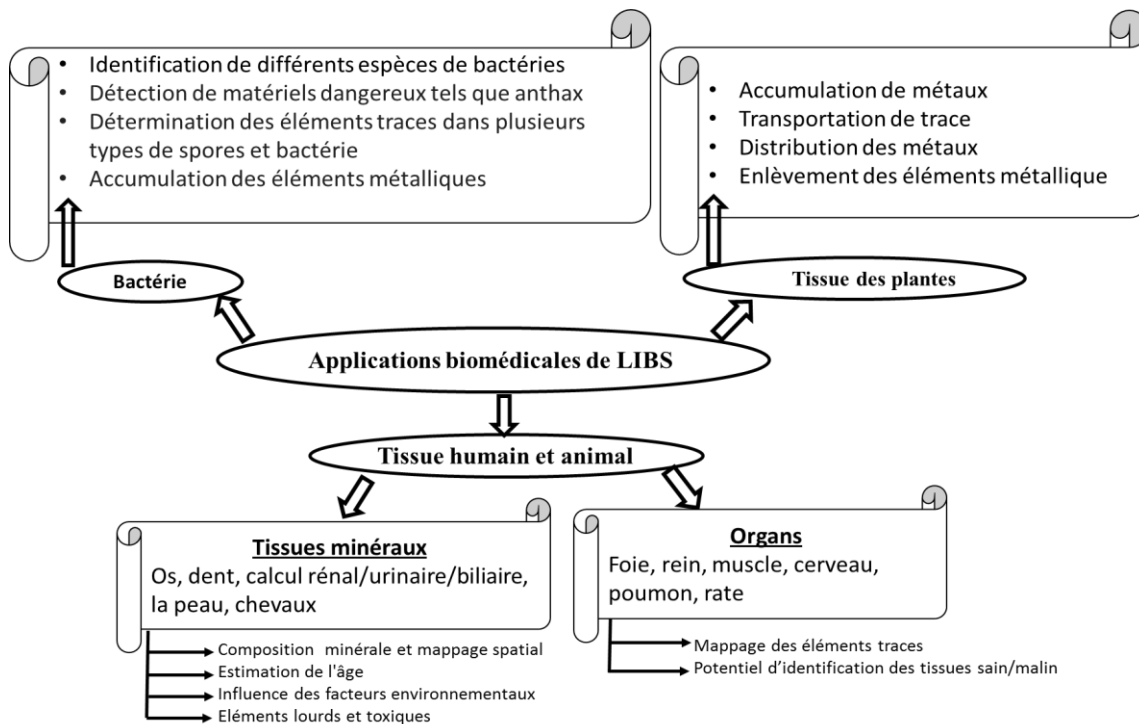 • Identification de différents espèces de bactéries
• Détection de matériels dangereux tels que anthax
• Détermination des éléments traces dans plusieurs
types de spores et bactérie
• Accumulation des éléments métalliques
• Accumulation de métaux
• Transportation de trace
• Distribution des métaux
• Enlèvement des éléments métallique
Bactérie
Tissue des plantes
Applications biomédicales de LIBS
Tissue humain et animal
Tissues minéraux
Os, dent, calcul rénal/urinaire/biliaire,
la peau, chevaux
Composition minérale et mappage spatial
Estimation de l'âge
Influence des facteurs environnementaux
Eléments lourds et toxiques
Organs
Foie, rein, muscle, cerveau,
poumon, rate
Mappage des éléments traces
Potentiel d'identification des tissues sain/malin